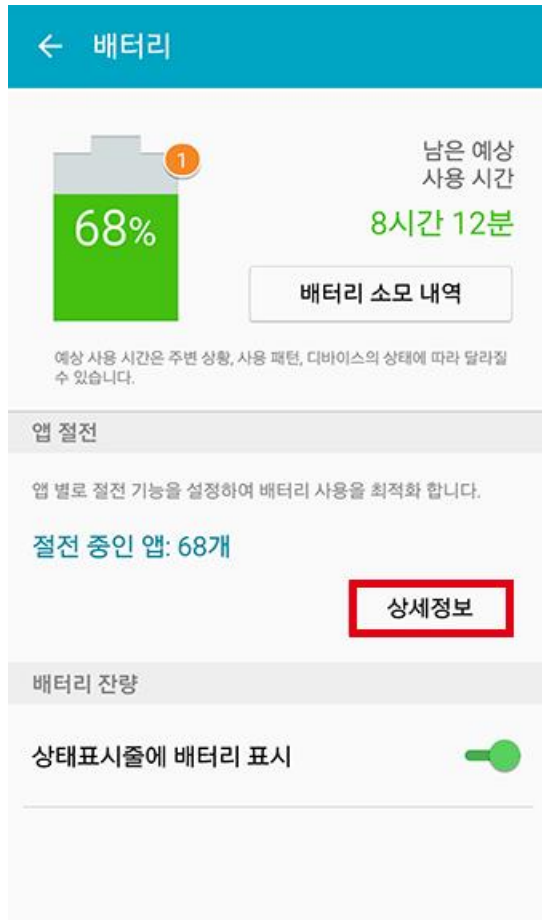 배터리
1
68%
남은 예상
사용 시간
8시간 12분
배터리 소모 내역
예상 사용 시간은 주변 상황, 사용 패턴, 디바이스의 상태에 따라 달라질
수 있습니다.
앱 절전
앱 별로 절전 기능을 설정하여 배터리 사용을 최적화 합니다.
절전 중인 앱: 68개
상세정보
배터리 잔량
상태표시줄에 배터리 표시